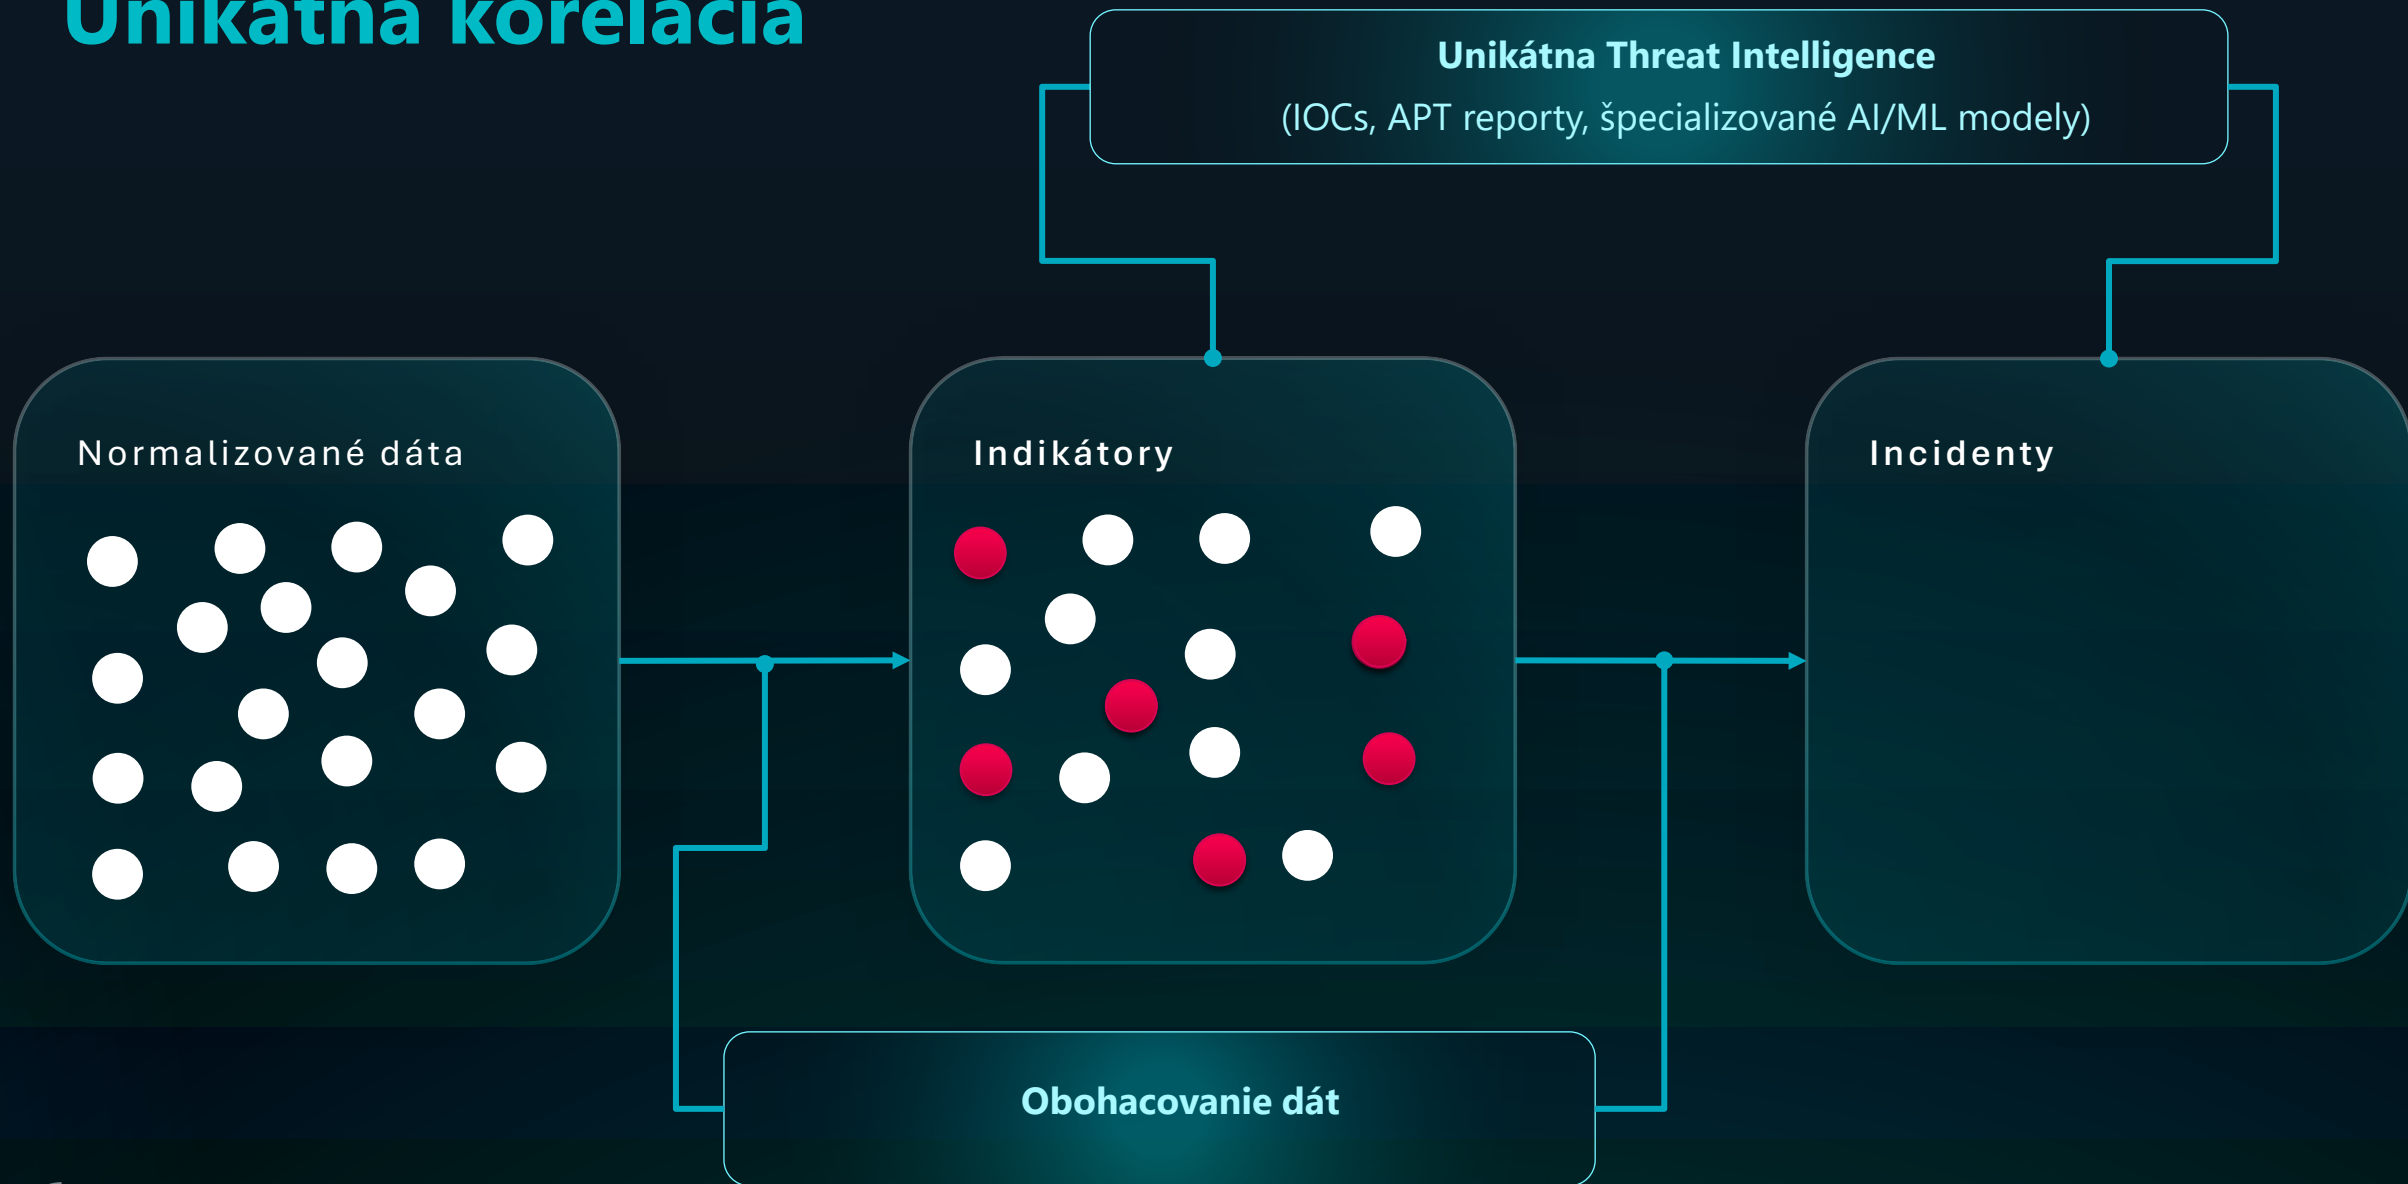 Unikátna korelácia
Unikátna Threat Intelligence
(IOCs, APT reporty, špecializované AI/ML modely)
Normalizované dáta
Indikátory
Incidenty
Obohacovanie dát